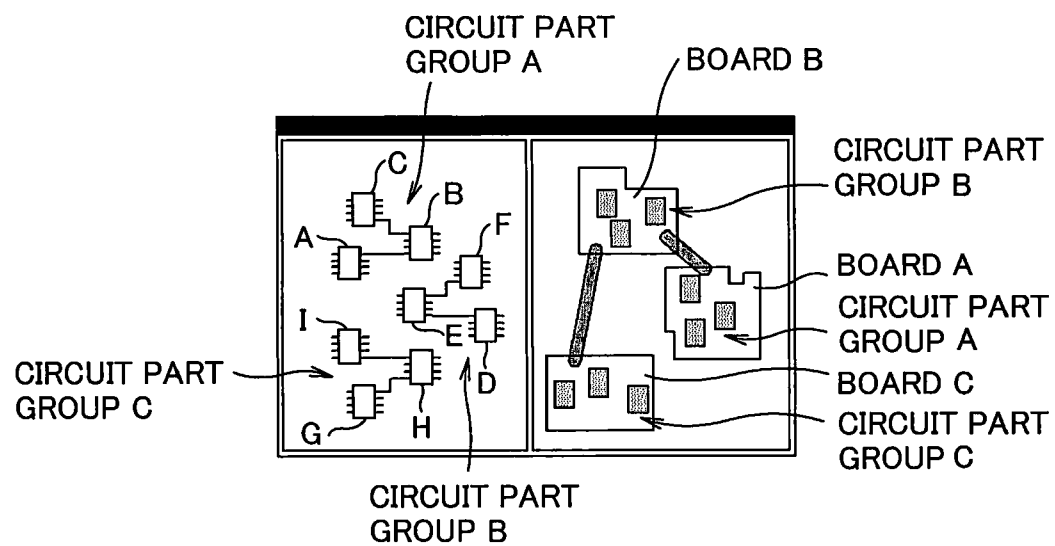 CIRCUIT PART
GROUP A
BOARD B
CIRCUIT PART
GROUP B
C
B
F
A
BOARD A
CIRCUIT PART
GROUP A
I
E
D
CIRCUIT PART
GROUP C
BOARD C
G
H
CIRCUIT PART
GROUP C
CIRCUIT PART
GROUP B